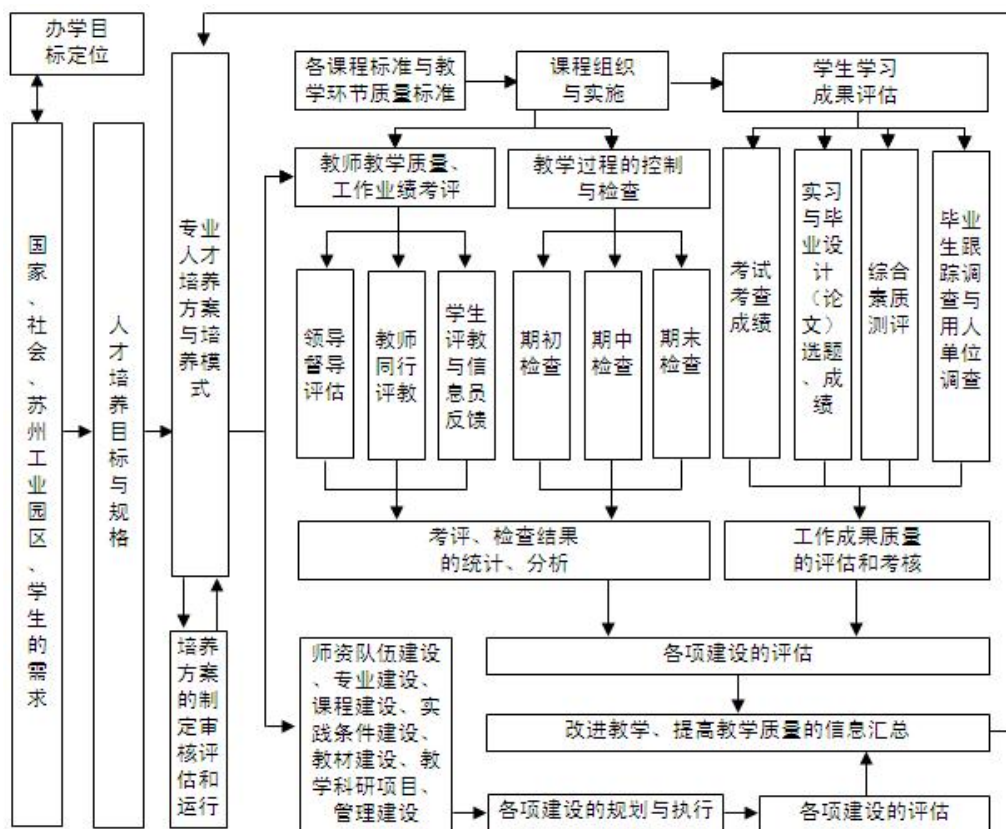 办学目
标定位
国家、社会、苏州工业园区、学生的需求
人才培养目标与规格
专业
人才
培养
方案
与培
养模
式
培养
方案
的制
定审
核评
估和
运行
各课程标准与教
学环节质量标准
课程组织
与实施
学生学习
成果评估
教师教学质量、
工作业绩考评
教学过程的控制
与检查
领导
督导
评估
教师
同行
评教
学生
评教
与信
息员
反馈
期初
检查
期中
检查
期末
检查
考试
考查
成绩
实习
与毕
业设
计
（论
文）
选题
、成
绩
综合
素质
测评
毕业
生跟
踪调
查与
用人
单位
调查
考评、检查结果
的统计、分析
工作成果质量
的评估和考核
师资队伍建设
、专业建设、
课程建设、实
践条件建设、
教材建设、教
学科研项目、
管理建设
各项建设的评估
改进教学、提高教学质量的信息汇总
各项建设的规划与执行
各项建设的评估